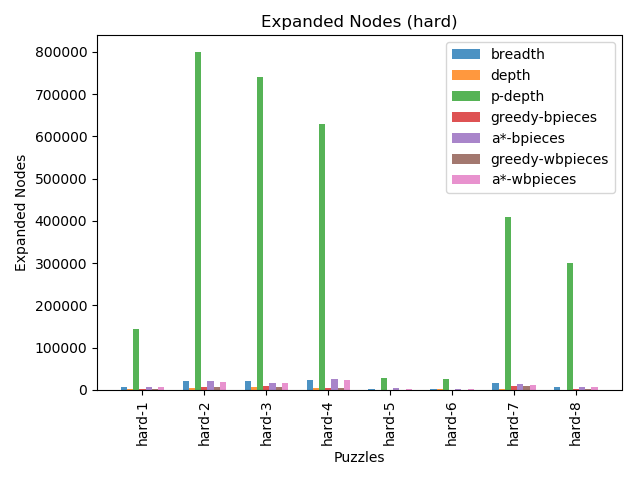 Expanded Nodes (hard)
800000
700000
600000
500000
400000
300000
200000
100000
0
Expanded Nodes
breadth
depth
p-depth
greedy-bpieces
a*-bpieces
greedy-wbpieces
a*-wbpieces
hard-1
hard-2
hard-3
hard-4
hard-5
hard-6
hard-7
hard-8
Puzzles